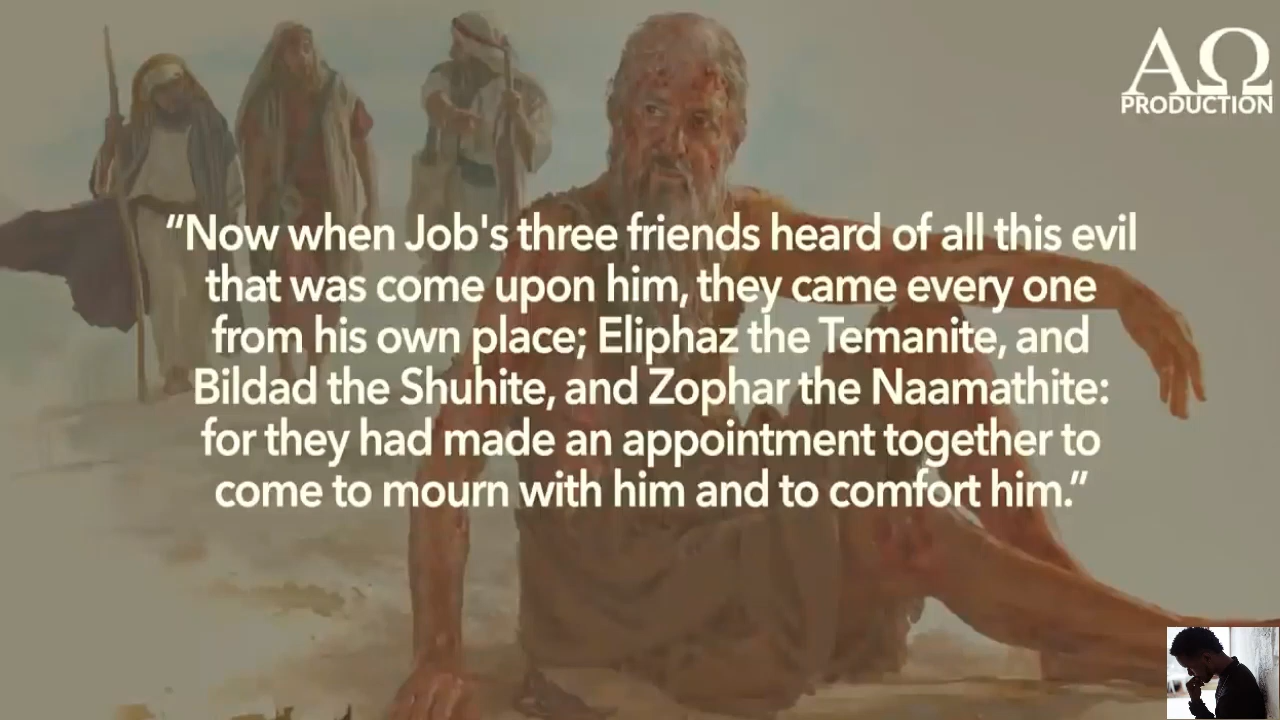 ΑΩ
PRODUCTION
“Now when Job's three friends heard of all this evil
that was come upon him, they came every one
from his own place; Eliphaz the Temanite, and
Bildad the Shuhite, and Zophar the Naamathite:
for they had made an appointment together to
come to mourn with him and to comfort him.”